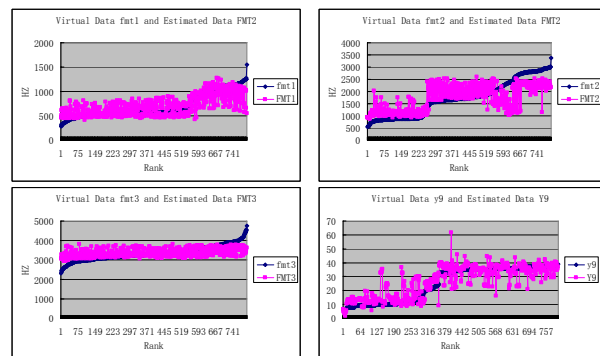 Virtual Data fmt1 and Estimated Data FMT2
2000
1500
1000
500
0
HZ
1 75 149 223 297 371 445 519 593 667 741
Rank
fmt1
FMT1
Virtual Data fmt2 and Estimated Data FMT2
4000
3500
3000
2500
2000
1500
1000
500
0
HZ
1 75 149 223 297 371 445 519 593 667 741
Rank
fmt2
FMT2
Virtual Data fmt3 and Estimated Data FMT3
5000
4000
3000
2000
1000
0
HZ
1 75 149 223 297 371 445 519 593 667 741
Rank
fmt3
FMT3
Virtual Data y9 and Estimated Data Y9
70
60
50
40
30
20
10
0
1 64 127 190 253 316 379 442 505 568 631 694 757
Rank
y9
Y9